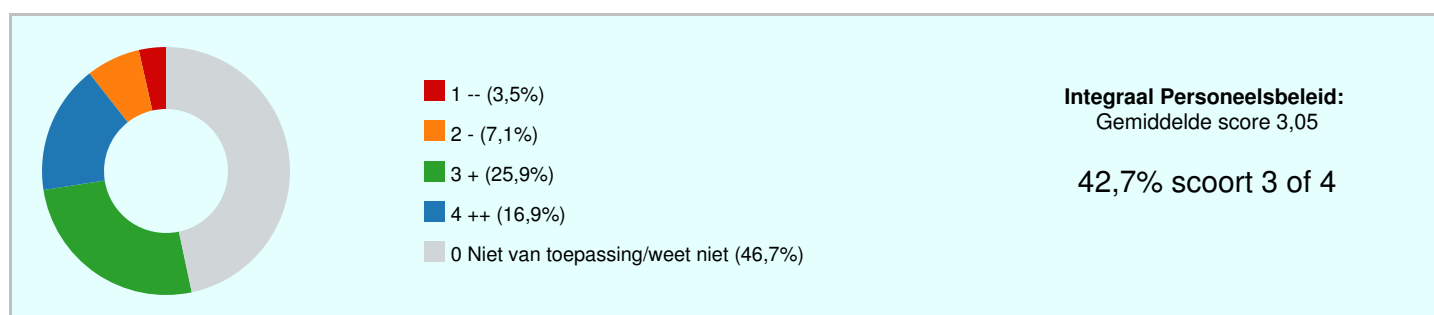 1 -- (3,5%)
2 - (7,1%)
3 + (25,9%)
4 ++ (16,9%)
0 Niet van toepassing/weet niet (46,7%)
Integraal Personeelsbeleid:
Gemiddelde score 3,05
42,7% scoort 3 of 4